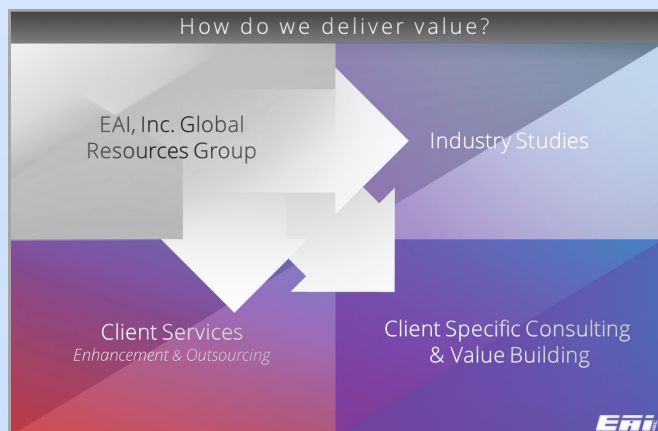 How do we deliver value?
EAI, Inc. Global
Resources Group
Industry Studies
Client Services
Enhancement & Outsourcing
Client Specific Consulting
& Value Building
EAI